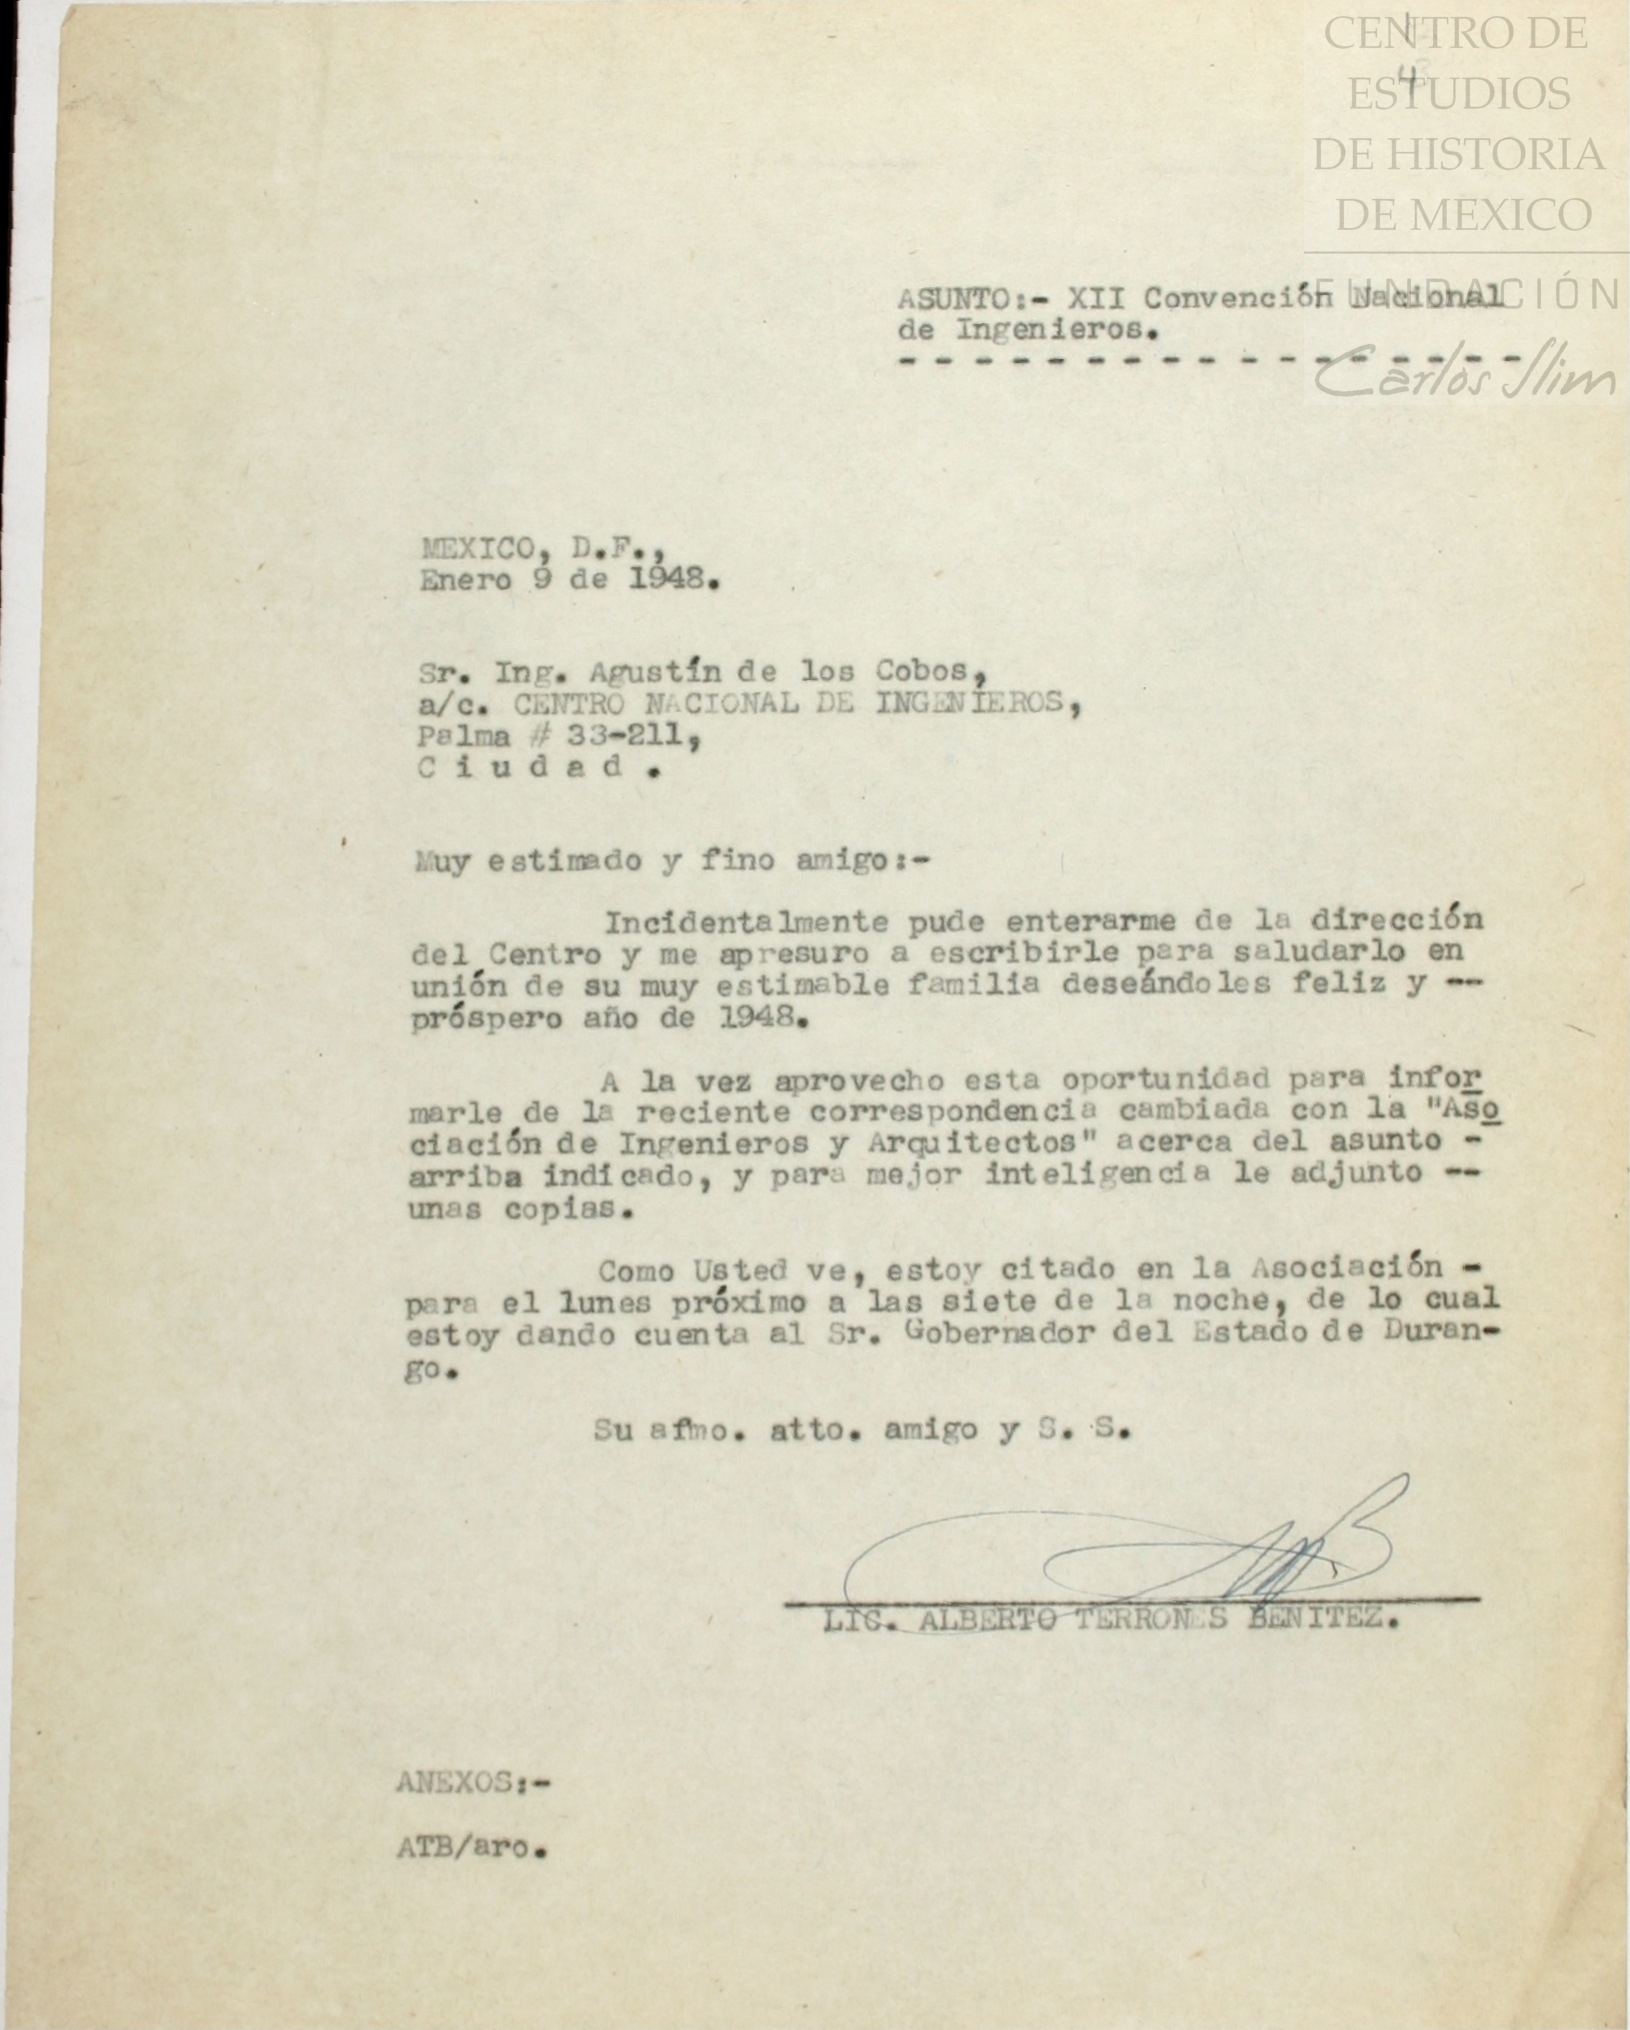 CENTRO DE
ESTUDIOS
DE HISTORIA
DE MEXICO
FUNDACIÓN
Carlos Slim
4
ASUNTO:- XII Convención Nacional
de Ingenieros.
- - - - - - - - - - - - - - - - -
MEXICO, D.F.,
Enero 9 de 1948.
Sr. Ing. Agustín de los Cobos,
a/c. CENTRO NACIONAL DE INGENIEROS,
Palma # 33-211,
C i u d a d .
Muy estimado y fino amigo:-
Incidentalmente pude enterarme de la dirección
del Centro y me apresuro a escribirle para saludarlo en
unión de su muy estimable familia deseándoles feliz y --
próspero año de 1948.
A la vez aprovecho esta oportunidad para infor
marle de la reciente correspondencia cambiada con la "Aso
ciación de Ingenieros y Arquitectos" acerca del asunto -
arriba indicado, y para mejor inteligencia le adjunto --
unas copias.
Como Usted ve, estoy citado en la Asociación -
para el lunes próximo a las siete de la noche, de lo cual
estoy dando cuenta al Sr. Gobernador del Estado de Duran-
go.
Su afmo. atto. amigo y S. S.
LIC. ALBERTO TERRONES BENITEZ.
ANEXOS:-
ATB/aro.